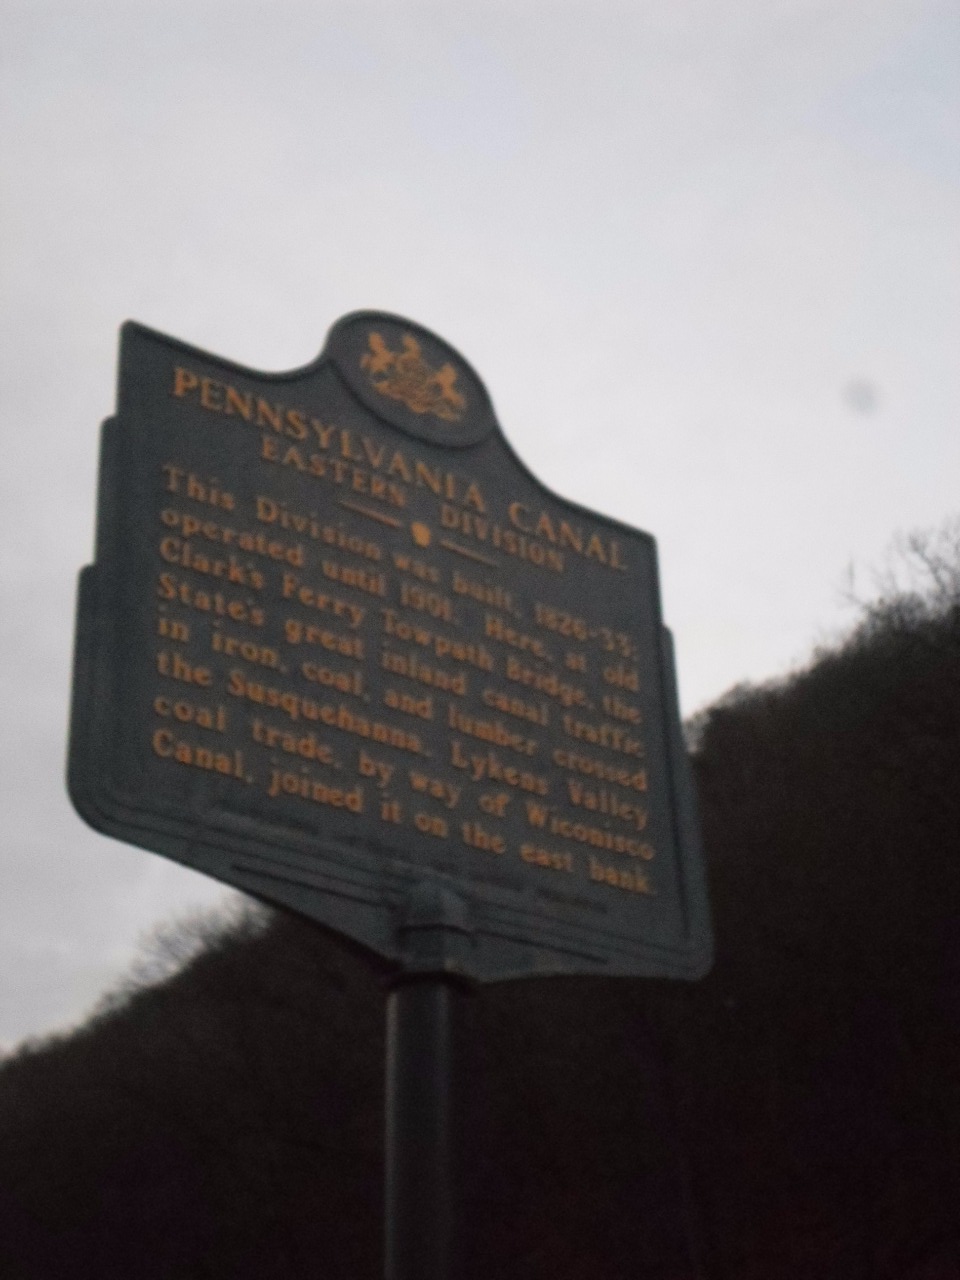 PENNSYLVANIA CANAL
EASTERN DIVISION
This Division was built, 1826-33;
operated until 1901. Here, at old
Clark's Ferry Towpath Bridge, the
State's great inland canal traffic
in iron, coal, and lumber crossed
the Susquehanna. Lykens Valley
coal trade, by way of Wiconisco
Canal, joined it on the east bank.